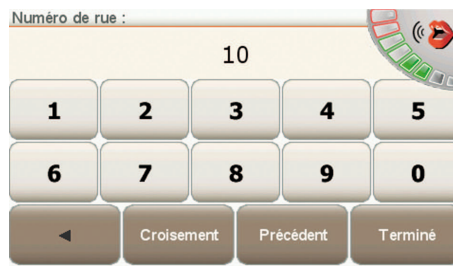 Numéro de rue :
10
1 2 3 4 5
6 7 8 9 0
◄ Croisement Précédent Terminé